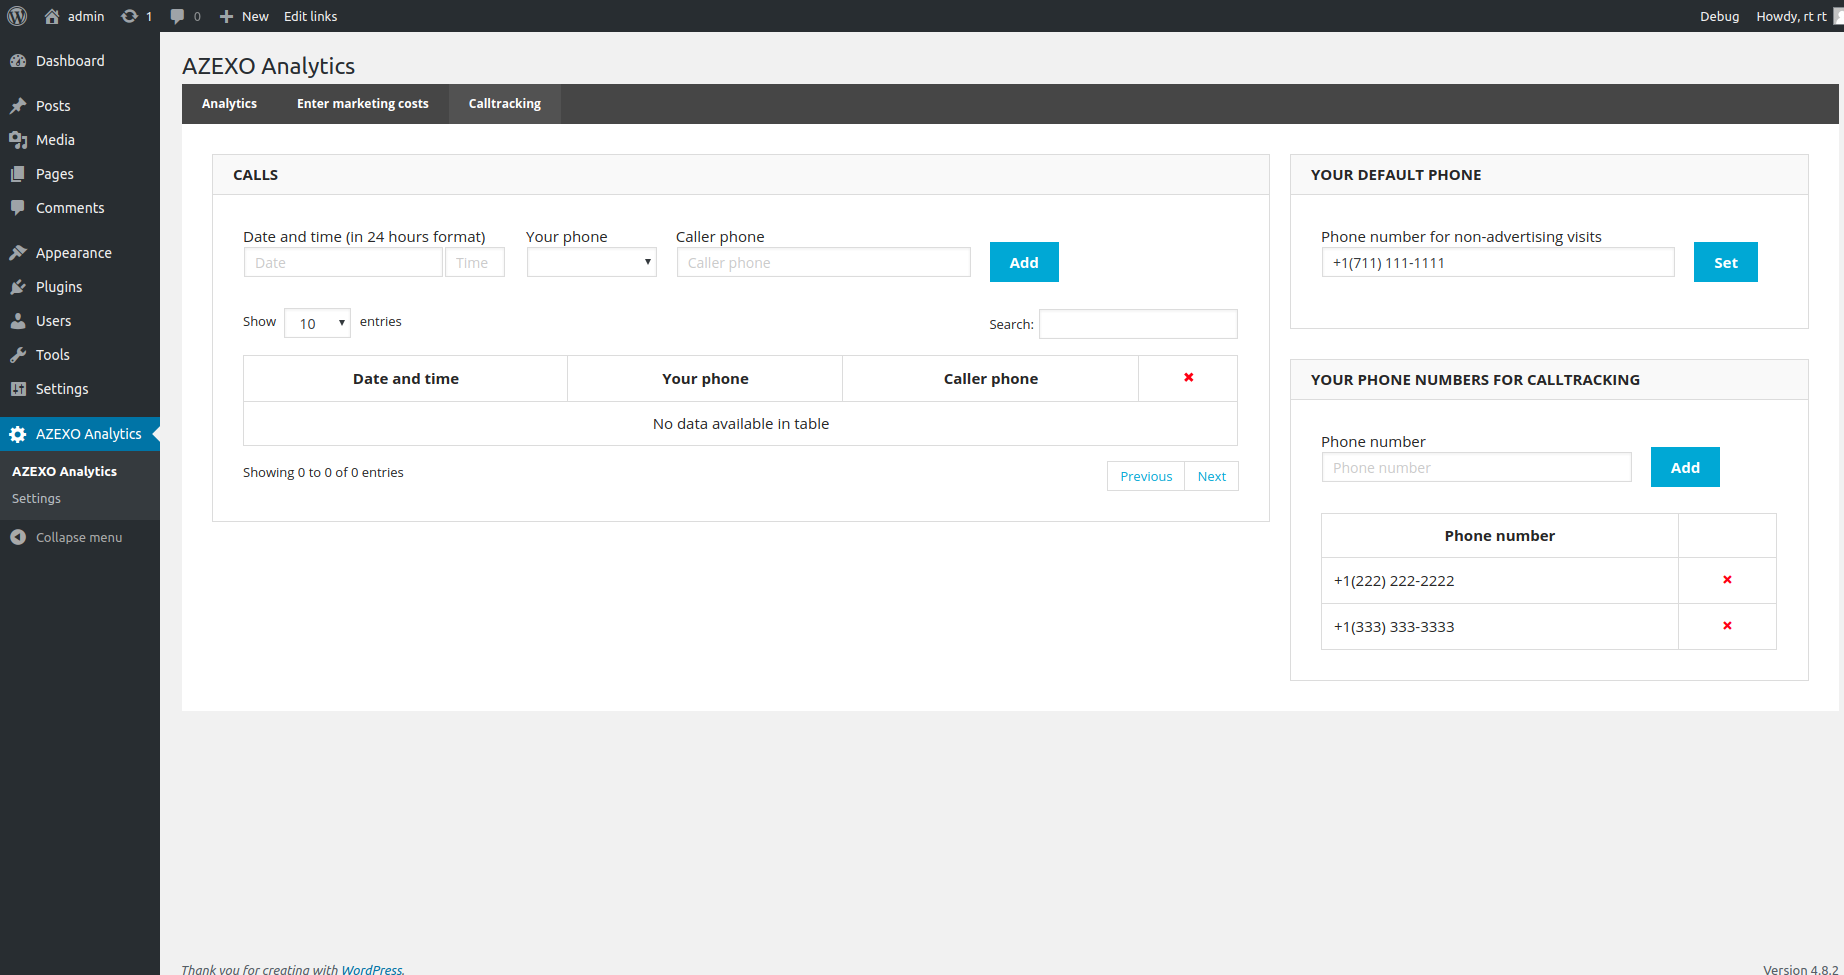 admin 1 0 New Edit links Debug Howdy, rt rt
Dashboard
Posts
Media
Pages
Comments
Appearance
Plugins
Users
Tools
Settings
AZEXO Analytics
AZEXO Analytics
Settings
Collapse menu
AZEXO Analytics
Analytics Enter marketing costs Calltracking
CALLS
Date and time (in 24 hours format) Your phone Caller phone
Date Time Caller phone Add
Show 10 entries Search:
Date and time Your phone Caller phone
No data available in table
Showing 0 to 0 of 0 entries Previous Next
YOUR DEFAULT PHONE
Phone number for non-advertising visits
+1(711) 111-1111 Set
YOUR PHONE NUMBERS FOR CALLTRACKING
Phone number
Phone number Add
Phone number
+1(222) 222-2222
+1(333) 333-3333
Thank you for creating with WordPress. Version 4.8.2